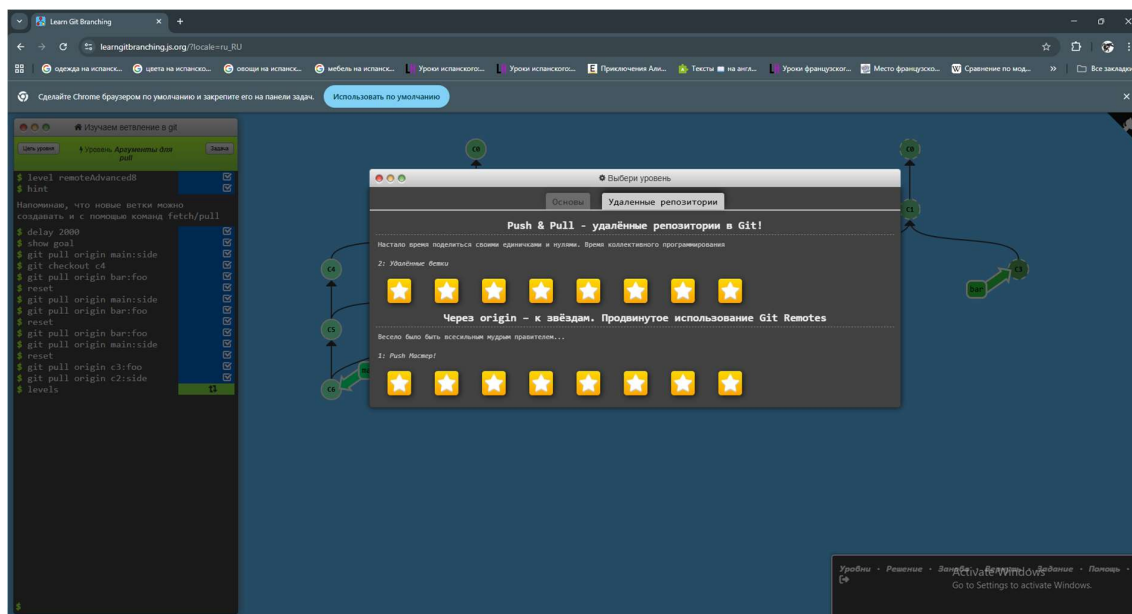 Learn Git Branching
learngitbranching.js.org/?locale=ru_RU
одежда на испанск...
цвета на испанско...
овощи на испанск...
мебель на испанск...
Уроки испанского:...
Уроки испанского:...
Приключения Али...
Тексты на англ...
Уроки французског...
Место французско...
Сравнение по мод...
Все закладки
Сделайте Chrome браузером по умолчанию и закрепите его на панели задач.
Использовать по умолчанию
Изучаем ветвление в git
Цель уровня
Уровень Аргументы для pull
Задача
$ level remoteAdvanced8
$ hint
Напоминаю, что новые ветки можно
создавать и с помощью команд fetch/pull
$ delay 2000
$ show goal
$ git pull origin main:side
$ git checkout c4
$ git pull origin bar:foo
$ reset
$ git pull origin main:side
$ git pull origin bar:foo
$ reset
$ git pull origin bar:foo
$ git pull origin main:side
$ reset
$ git pull origin c3:foo
$ git pull origin c2:side
$ levels
$
C0
C4
C5
C6
Выбери уровень
Основы
Удаленные репозитории
Push & Pull - удалённые репозитории в Git!
Настало время поделиться своими единичками и нулями. Время коллективного программирования
2: Удалённые ветки
Через origin – к звёздам. Продвинутое использование Git Remotes
Весело было быть всесильным мудрым правителем...
1: Push Мастер!
C0
C1
C3
bar
Уровни - Решение -
Задание - Помощь -
Activate Windows
Go to Settings to activate Windows.